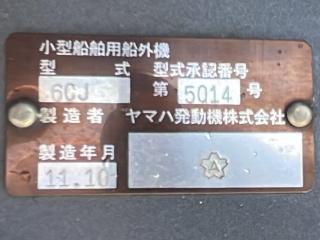 小型船舶用船外機
型 式 型式承認番号
6CJ 第 5014 号
製造者 ヤマハ発動機株式会社
製造年月
11.10 A